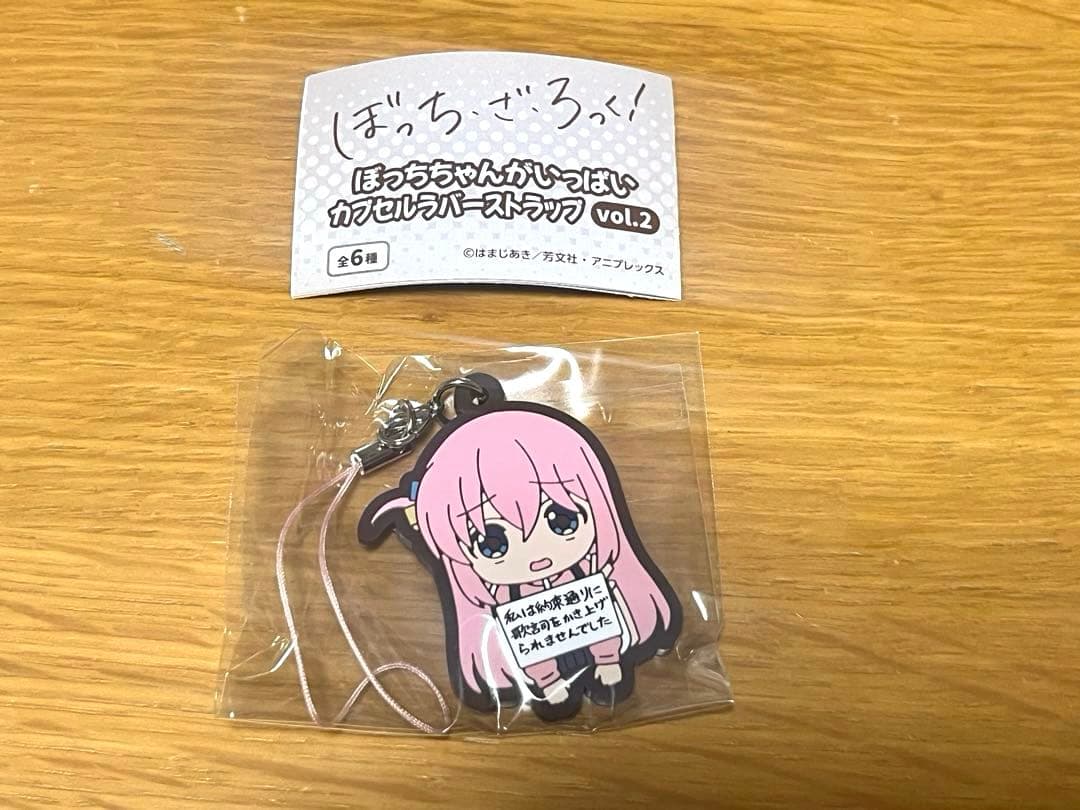 ぼっち・ざ・ろっく!
ぼっちちゃんがいっぱい
カプセルラバーストラップ vol.2
全6種
©はまじあき/芳文社・アニプレックス
私は約束通りに
歌詞をかき上げ
られませんでした